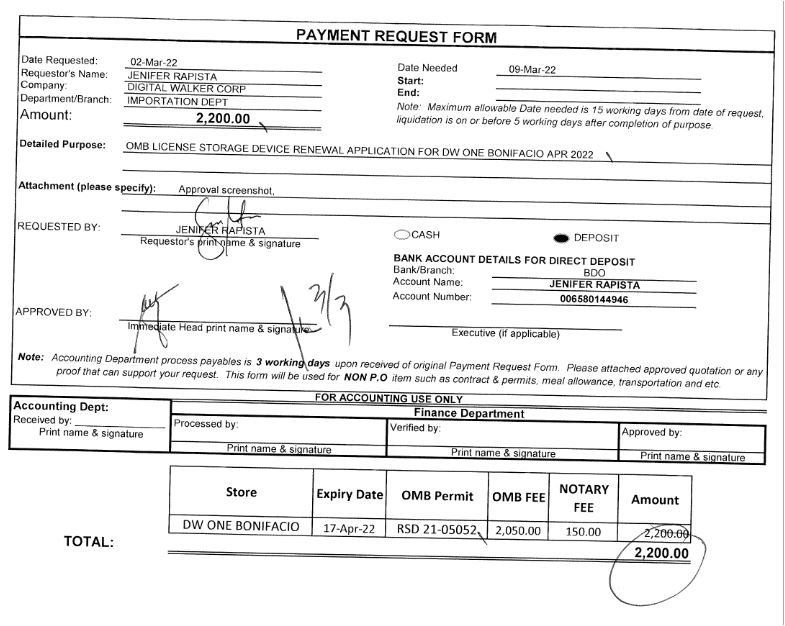 PAYMENT REQUEST FORM
Date Requested: 02-Mar-22
Date Needed 09-Mar-22
Requestor's Name: JENIFER RAPISTA
Start:
Company: DIGITAL WALKER CORP
End:
Department/Branch: IMPORTATION DEPT
Note: Maximum allowable Date needed is 15 working days from date of request,
Amount: 2,200.00
liquidation is on or before 5 working days after completion of purpose.
Detailed Purpose: OMB LICENSE STORAGE DEVICE RENEWAL APPLICATION FOR DW ONE BONIFACIO APR 2022
Attachment (please specify): Approval screenshot,
REQUESTED BY: JENIFER RAPISTA
Requestor's print name & signature
CASH DEPOSIT
BANK ACCOUNT DETAILS FOR DIRECT DEPOSIT
Bank/Branch: BDO
Account Name: JENIFER RAPISTA
Account Number: 006580144946
3/3
APPROVED BY:
Immediate Head print name & signature
Executive (if applicable)
Note: Accounting Department process payables is 3 working days upon received of original Payment Request Form. Please attached approved quotation or any
proof that can support your request. This form will be used for NON P.O item such as contract & permits, meal allowance, transportation and etc.
FOR ACCOUNTING USE ONLY
Accounting Dept:
Finance Department
Received by:
Print name & signature
Processed by:
Verified by:
Approved by:
Print name & signature
Print name & signature
Print name & signature
Store Expiry Date OMB Permit OMB FEE NOTARY FEE Amount
DW ONE BONIFACIO 17-Apr-22 RSD 21-05052 2,050.00 150.00 2,200.00
TOTAL: 2,200.00